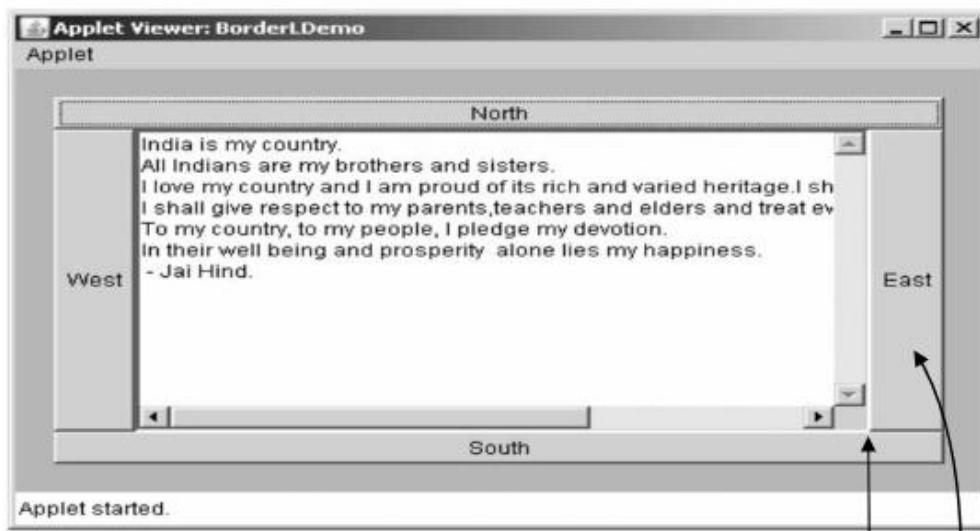 Applet Viewer: BorderLDemo
Applet
North
India is my country.
All Indians are my brothers and sisters.
I love my country and I am proud of its rich and varied heritage.I sh
I shall give respect to my parents,teachers and elders and treat ev
To my country, to my people, I pledge my devotion.
In their well being and prosperity  alone lies my happiness.
- Jai Hind.
West
East
South
Applet started.